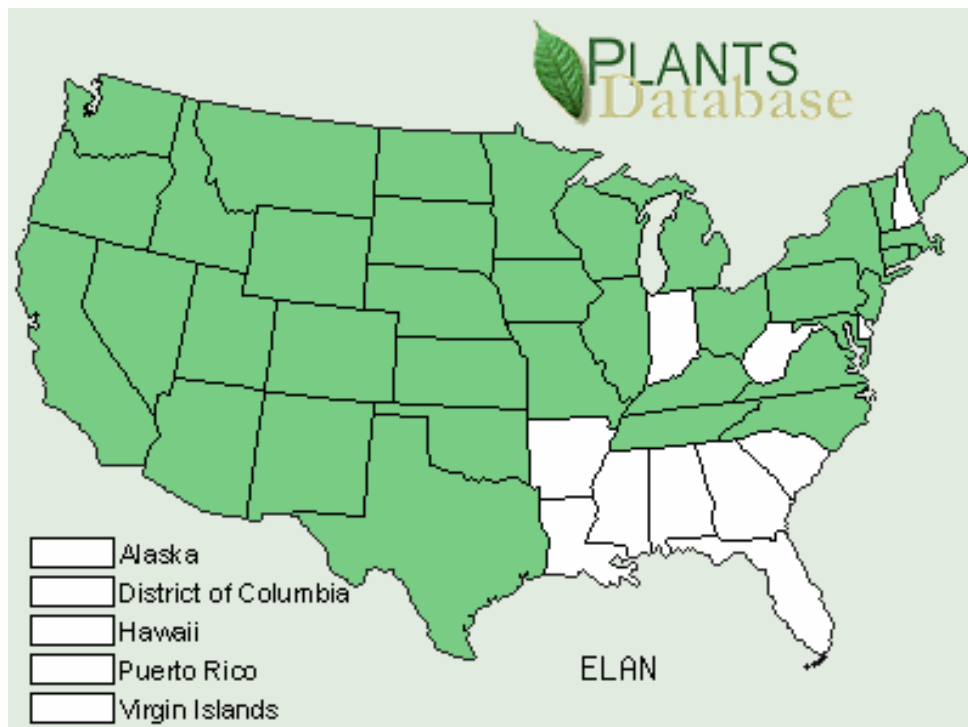 PLANTS
Database
Alaska
District of Columbia
Hawaii
Puerto Rico
Virgin Islands
ELAN